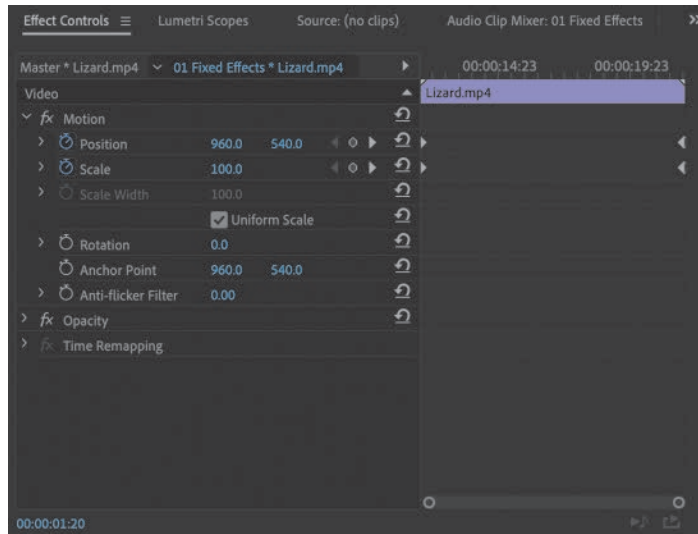 Effect Controls Lumetri Scopes Source: (no clips) Audio Clip Mixer: 01 Fixed Effects
Master * Lizard.mp4 01 Fixed Effects * Lizard.mp4 00:00:14:23 00:00:19:23
Video Lizard.mp4
fx Motion
Position 960.0 540.0
Scale 100.0
Scale Width 100.0
Uniform Scale
Rotation 0.0
Anchor Point 960.0 540.0
Anti-flicker Filter 0.00
fx Opacity
fx Time Remapping
00:00:01:20